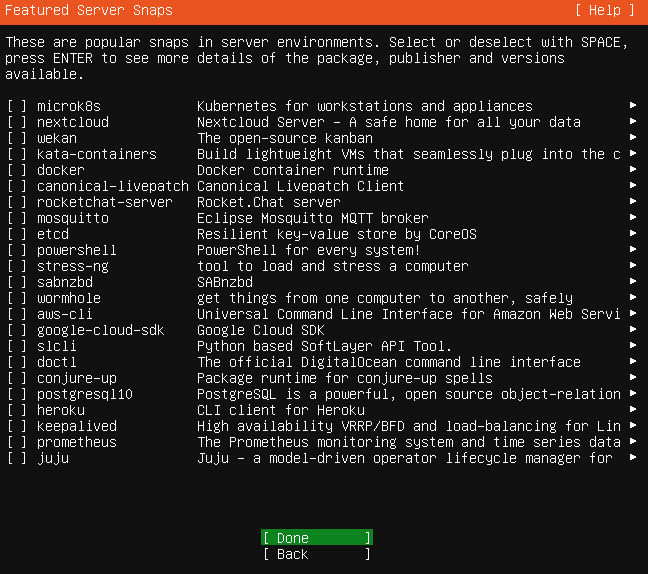 Featured Server Snaps [ Help ]
These are popular snaps in server environments. Select or deselect with SPACE,
press ENTER to see more details of the package, publisher and versions
available.
[ ] microk8s Kubernetes for workstations and appliances ▸
[ ] nextcloud Nextcloud Server - A safe home for all your data ▸
[ ] wekan The open-source kanban ▸
[ ] kata-containers Build lightweight VMs that seamlessly plug into the c ▸
[ ] docker Docker container runtime ▸
[ ] canonical-livepatch Canonical Livepatch Client ▸
[ ] rocketchat-server Rocket.Chat server ▸
[ ] mosquitto Eclipse Mosquitto MQTT broker ▸
[ ] etcd Resilient key-value store by CoreOS ▸
[ ] powershell PowerShell for every system! ▸
[ ] stress-ng tool to load and stress a computer ▸
[ ] sabnzbd SABnzbd ▸
[ ] wormhole get things from one computer to another, safely ▸
[ ] aws-cli Universal Command Line Interface for Amazon Web Servi ▸
[ ] google-cloud-sdk Google Cloud SDK ▸
[ ] slcli Python based SoftLayer API Tool. ▸
[ ] doctl The official DigitalOcean command line interface ▸
[ ] conjure-up Package runtime for conjure-up spells ▸
[ ] postgresql10 PostgreSQL is a powerful, open source object-relation ▸
[ ] heroku CLI client for Heroku ▸
[ ] keepalived High availability VRRP/BFD and load-balancing for Lin ▸
[ ] prometheus The Prometheus monitoring system and time series data ▸
[ ] juju Juju - a model-driven operator lifecycle manager for ▸
[ Done ]
[ Back ]